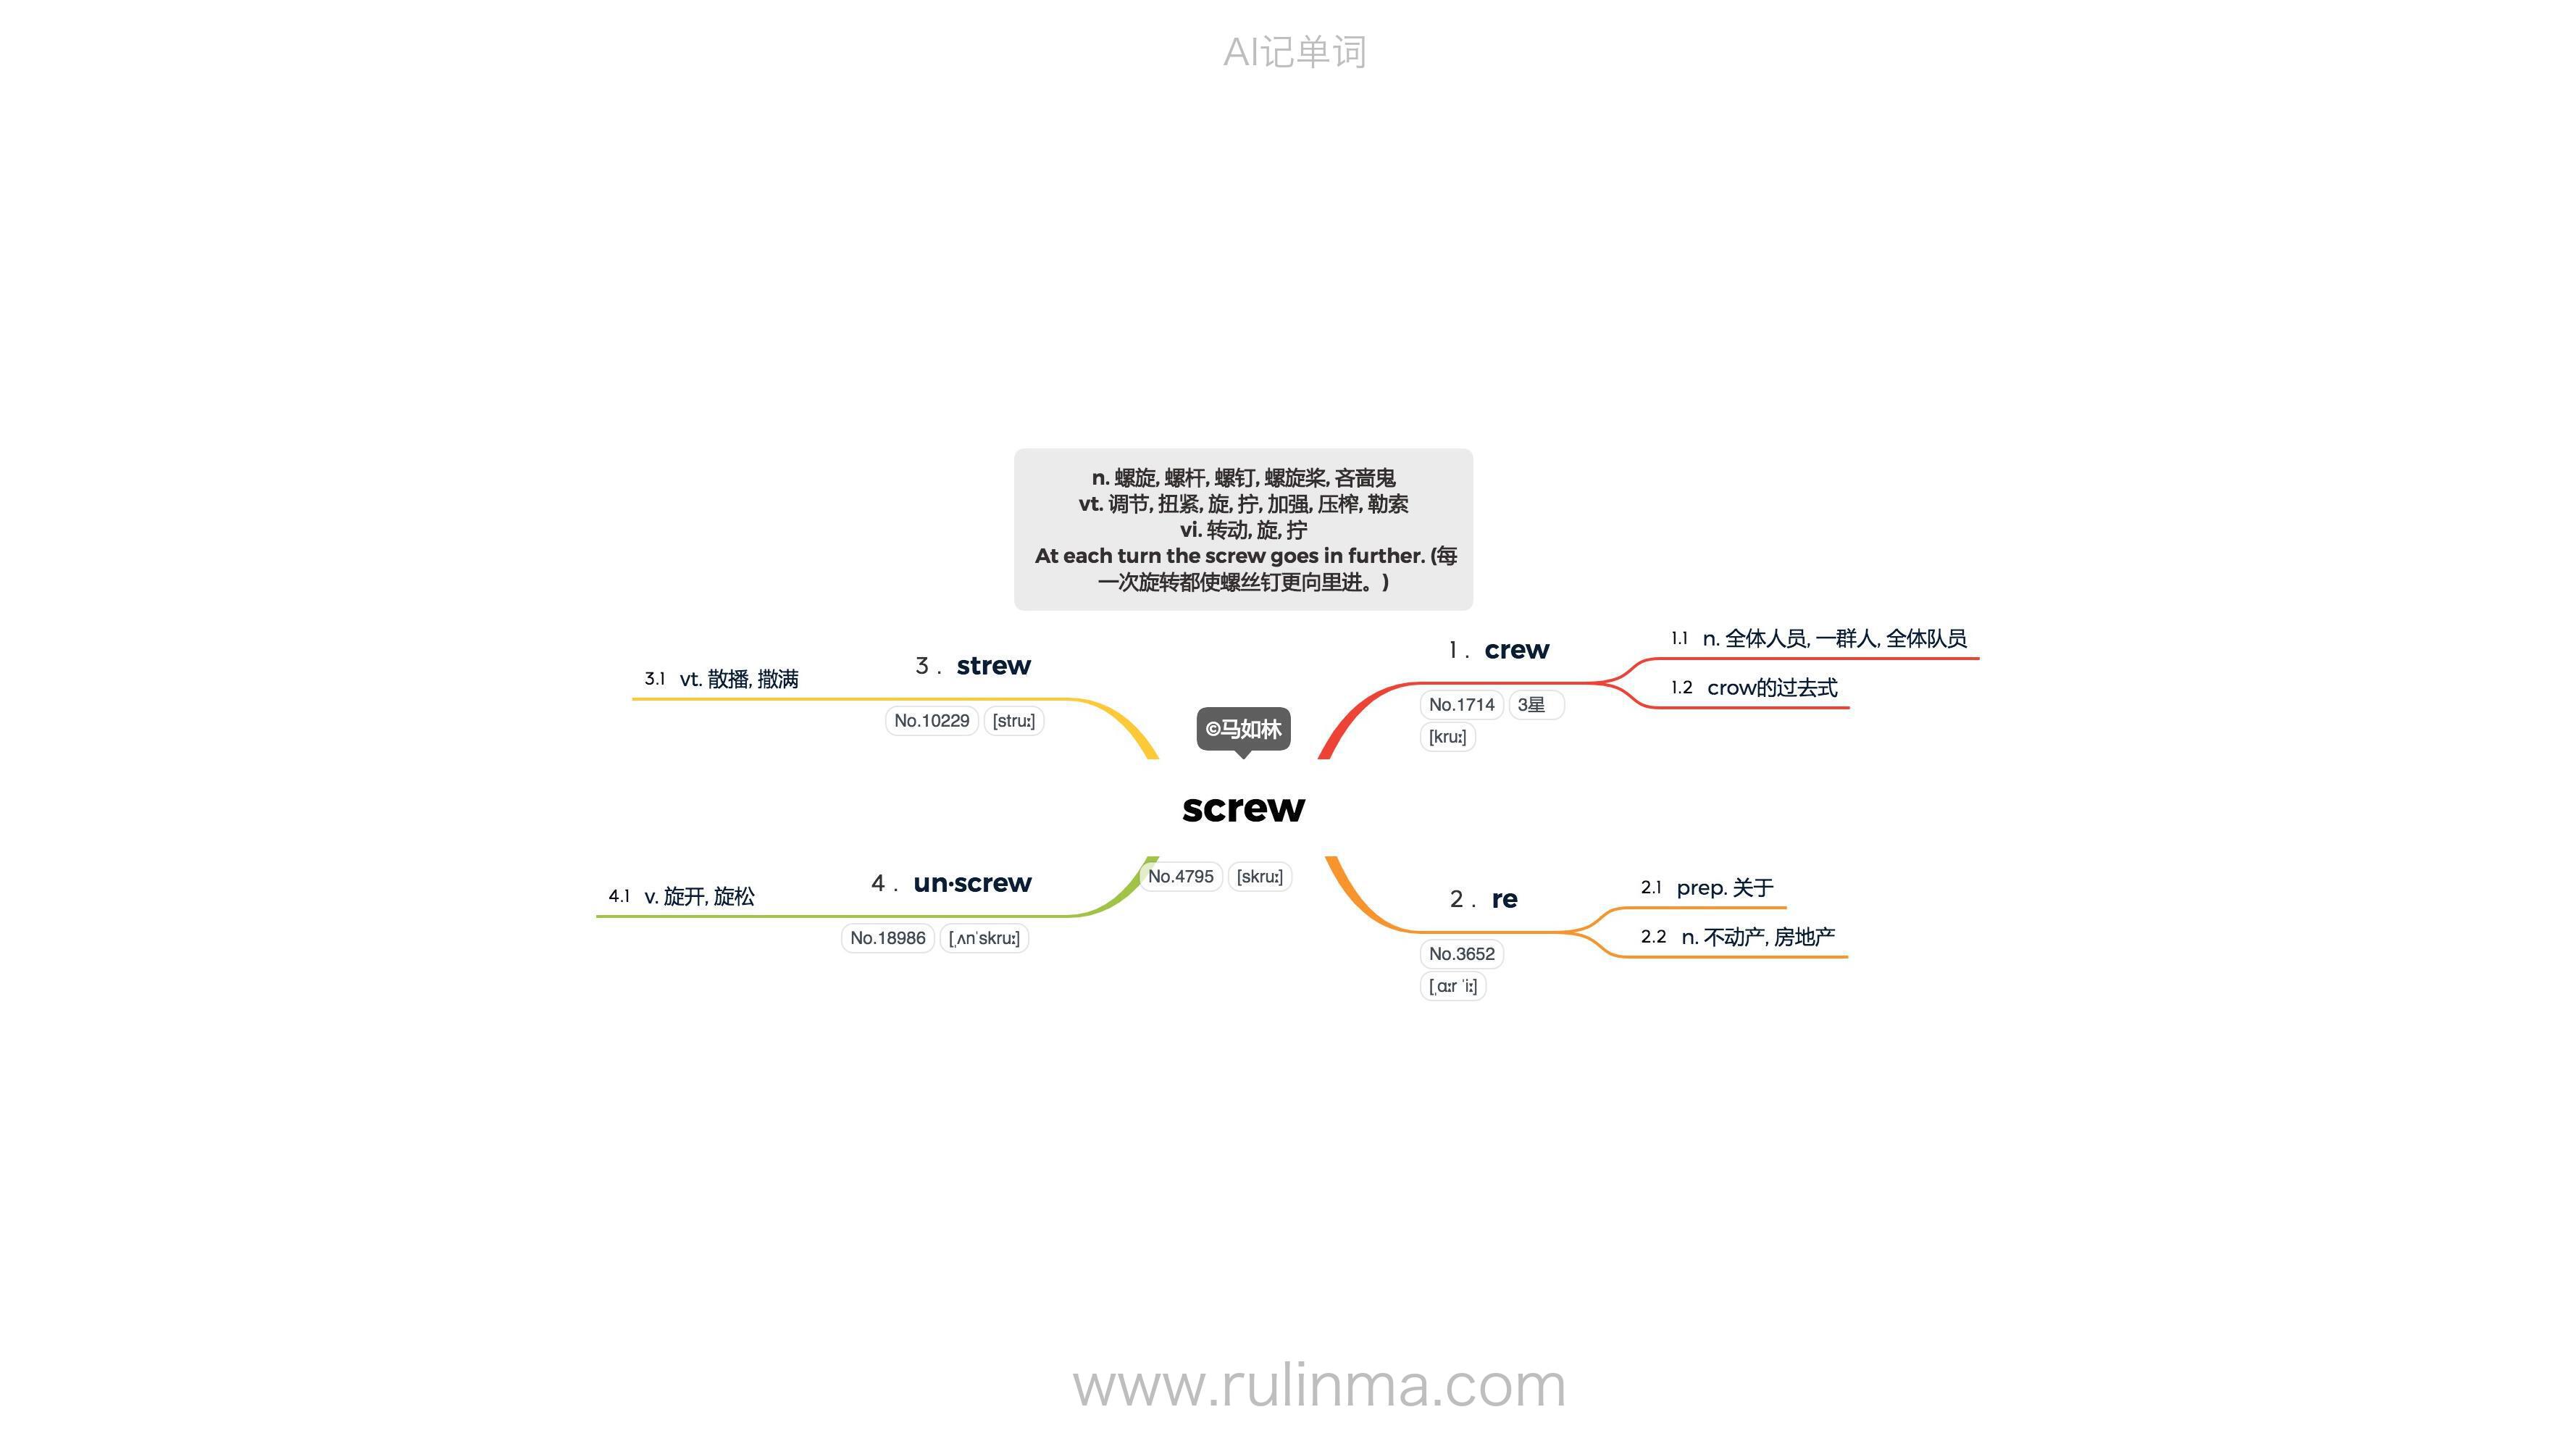 AI记单词
n. 螺旋, 螺杆, 螺钉, 螺旋桨, 吝啬鬼
vt. 调节, 扭紧, 旋, 拧, 加强, 压榨, 勒索
vi. 转动, 旋, 拧
At each turn the screw goes in further. (每
一次旋转都使螺丝钉更向里进。)
©马如林
screw
No.4795 [skruː]
1. crew
No.1714 3星
[kruː]
1.1 n. 全体人员, 一群人, 全体队员
1.2 crow的过去式
2. re
No.3652
[ˌɑːr ˈiː]
2.1 prep. 关于
2.2 n. 不动产, 房地产
3. strew
No.10229 [struː]
3.1 vt. 散播, 撒满
4. un·screw
No.18986 [ˌʌnˈskruː]
4.1 v. 旋开, 旋松
www.rulinma.com